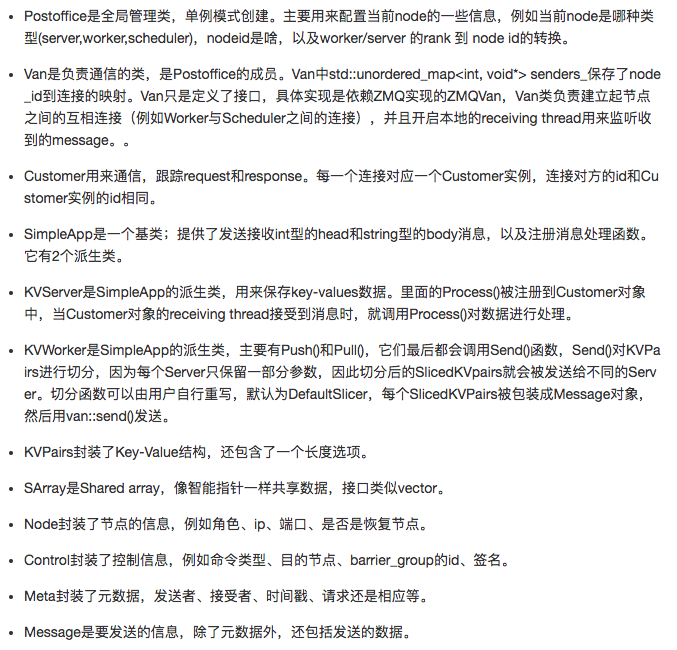 • Postoffice是全局管理类，单例模式创建。主要用来配置当前node的一些信息，例如当前node是哪种类
型(server,worker,scheduler)，nodeid是啥，以及worker/server 的rank 到 node id的转换。
• Van是负责通信的类，是Postoffice的成员。Van中std::unordered_map<int, void*> senders_保存了node
_id到连接的映射。Van只是定义了接口，具体实现是依赖ZMQ实现的ZMQVan，Van类负责建立起节点
之间的互相连接（例如Worker与Scheduler之间的连接），并且开启本地的receiving thread用来监听收
到的message。。
• Customer用来通信，跟踪request和response。每一个连接对应一个Customer实例，连接对方的id和Cu
stomer实例的id相同。
• SimpleApp是一个基类；提供了发送接收int型的head和string型的body消息，以及注册消息处理函数。
它有2个派生类。
• KVServer是SimpleApp的派生类，用来保存key-values数据。里面的Process()被注册到Customer对象
中，当Customer对象的receiving thread接受到消息时，就调用Process()对数据进行处理。
• KVWorker是SimpleApp的派生类，主要有Push()和Pull()，它们最后都会调用Send()函数，Send()对KVPa
irs进行切分，因为每个Server只保留一部分参数，因此切分后的SlicedKVpairs就会被发送给不同的Serv
er。切分函数可以由用户自行重写，默认为DefaultSlicer，每个SlicedKVPairs被包装成Message对象，
然后用van::send()发送。
• KVPairs封装了Key-Value结构，还包含了一个长度选项。
• SArray是Shared array，像智能指针一样共享数据，接口类似vector。
• Node封装了节点的信息，例如角色、ip、端口、是否是恢复节点。
• Control封装了控制信息，例如命令类型、目的节点、barrier_group的id、签名。
• Meta封装了元数据，发送者、接受者、时间戳、请求还是相应等。
• Message是要发送的信息，除了元数据外，还包括发送的数据。